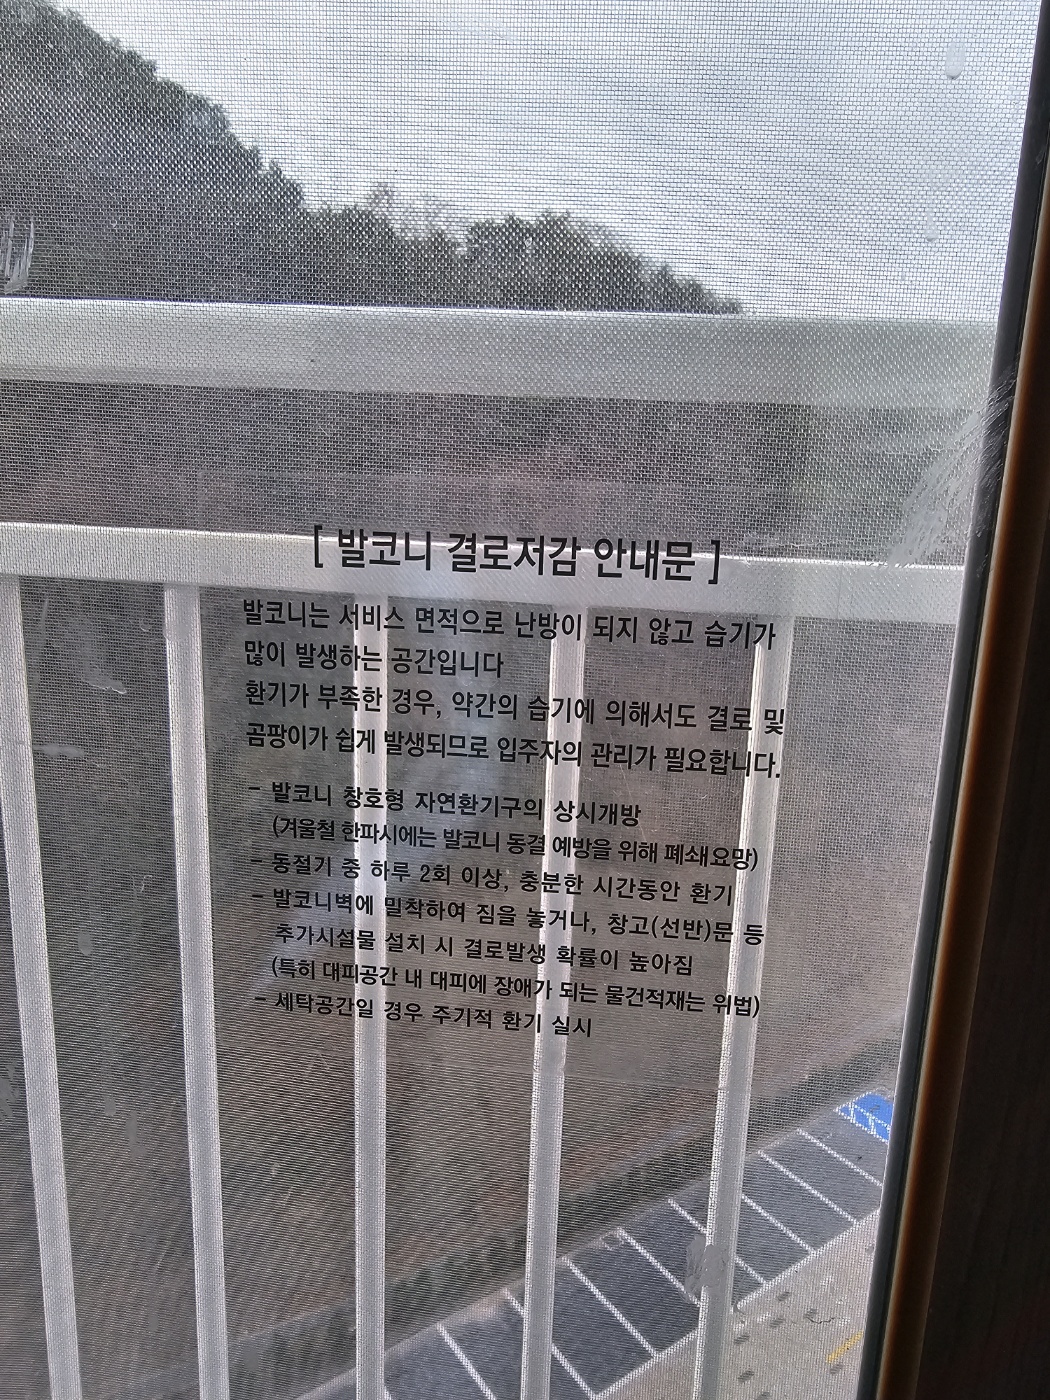 [ 발코니 결로저감 안내문 ]
발코니는 서비스 면적으로 난방이 되지 않고 습기가
많이 발생하는 공간입니다
환기가 부족한 경우, 약간의 습기에 의해서도 결로 및
곰팡이가 쉽게 발생되므로 입주자의 관리가 필요합니다.
- 발코니 창호형 자연환기구의 상시개방
(겨울철 한파시에는 발코니 동결 예방을 위해 폐쇄요망)
- 동절기 중 하루 2회 이상, 충분한 시간동안 환기
- 발코니벽에 밀착하여 짐을 놓거나, 창고(선반)문 등
추가시설물 설치 시 결로발생 확률이 높아짐
(특히 대피공간 내 대피에 장애가 되는 물건적재는 위법)
- 세탁공간일 경우 주기적 환기 실시